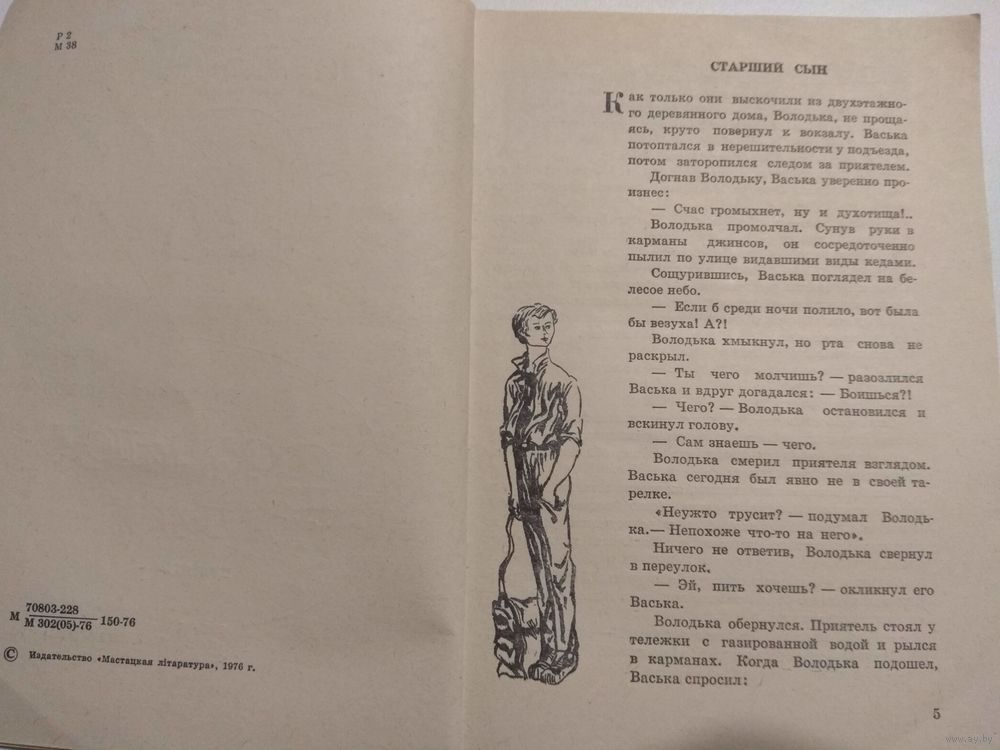 Р 2
М 38
М 70803-228 150-76
М 302(05)-76
© Издательство «Мастацкая літаратура», 1976 г.
СТАРШИЙ СЫН
Как только они выскочили из двухэтажно-
го деревянного дома, Володька, не проща-
ясь, круто повернул к вокзалу. Васька
потоптался в нерешительности у подъезда,
потом заторопился следом за приятелем.
Догнав Володьку, Васька уверенно про-
изнес:
— Счас громыхнет, ну и духотища!..
Володька промолчал. Сунув руки в
карманы джинсов, он сосредоточенно
пылил по улице видавшими виды кедами.
Сощурившись, Васька поглядел на бе-
лесое небо.
— Если б среди ночи полило, вот была
бы везуха! А?!
Володька хмыкнул, но рта снова не
раскрыл.
— Ты чего молчишь? — разозлился
Васька и вдруг догадался: — Боишься?!
— Чего? — Володька остановился и
вскинул голову.
— Сам знаешь — чего.
Володька смерил приятеля взглядом.
Васька сегодня был явно не в своей та-
релке.
«Неужто трусит? — подумал Володь-
ка.— Непохоже что-то на него».
Ничего не ответив, Володька свернул
в переулок.
— Эй, пить хочешь? — окликнул его
Васька.
Володька обернулся. Приятель стоял у
тележки с газированной водой и рылся
в карманах. Когда Володька подошел,
Васька спросил:
5
www.ay.by